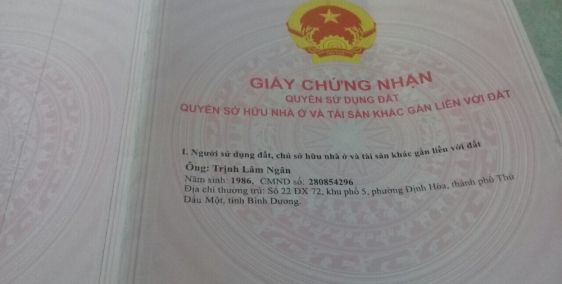 GIẤY CHỨNG NHẬN
QUYỀN SỬ DỤNG ĐẤT
QUYỀN SỞ HỮU NHÀ Ở VÀ TÀI SẢN KHÁC GẮN LIỀN VỚI ĐẤT
I. Người sử dụng đất, chủ sở hữu nhà ở và tài sản khác gắn liền với đất
Ông: Trịnh Lâm Ngân
Năm sinh: 1986, CMND số: 280854296
Địa chỉ thường trú: Số 22 ĐX 72, khu phố 5, phường Định Hòa, thành phố Thủ
Dầu Một, tỉnh Bình Dương.